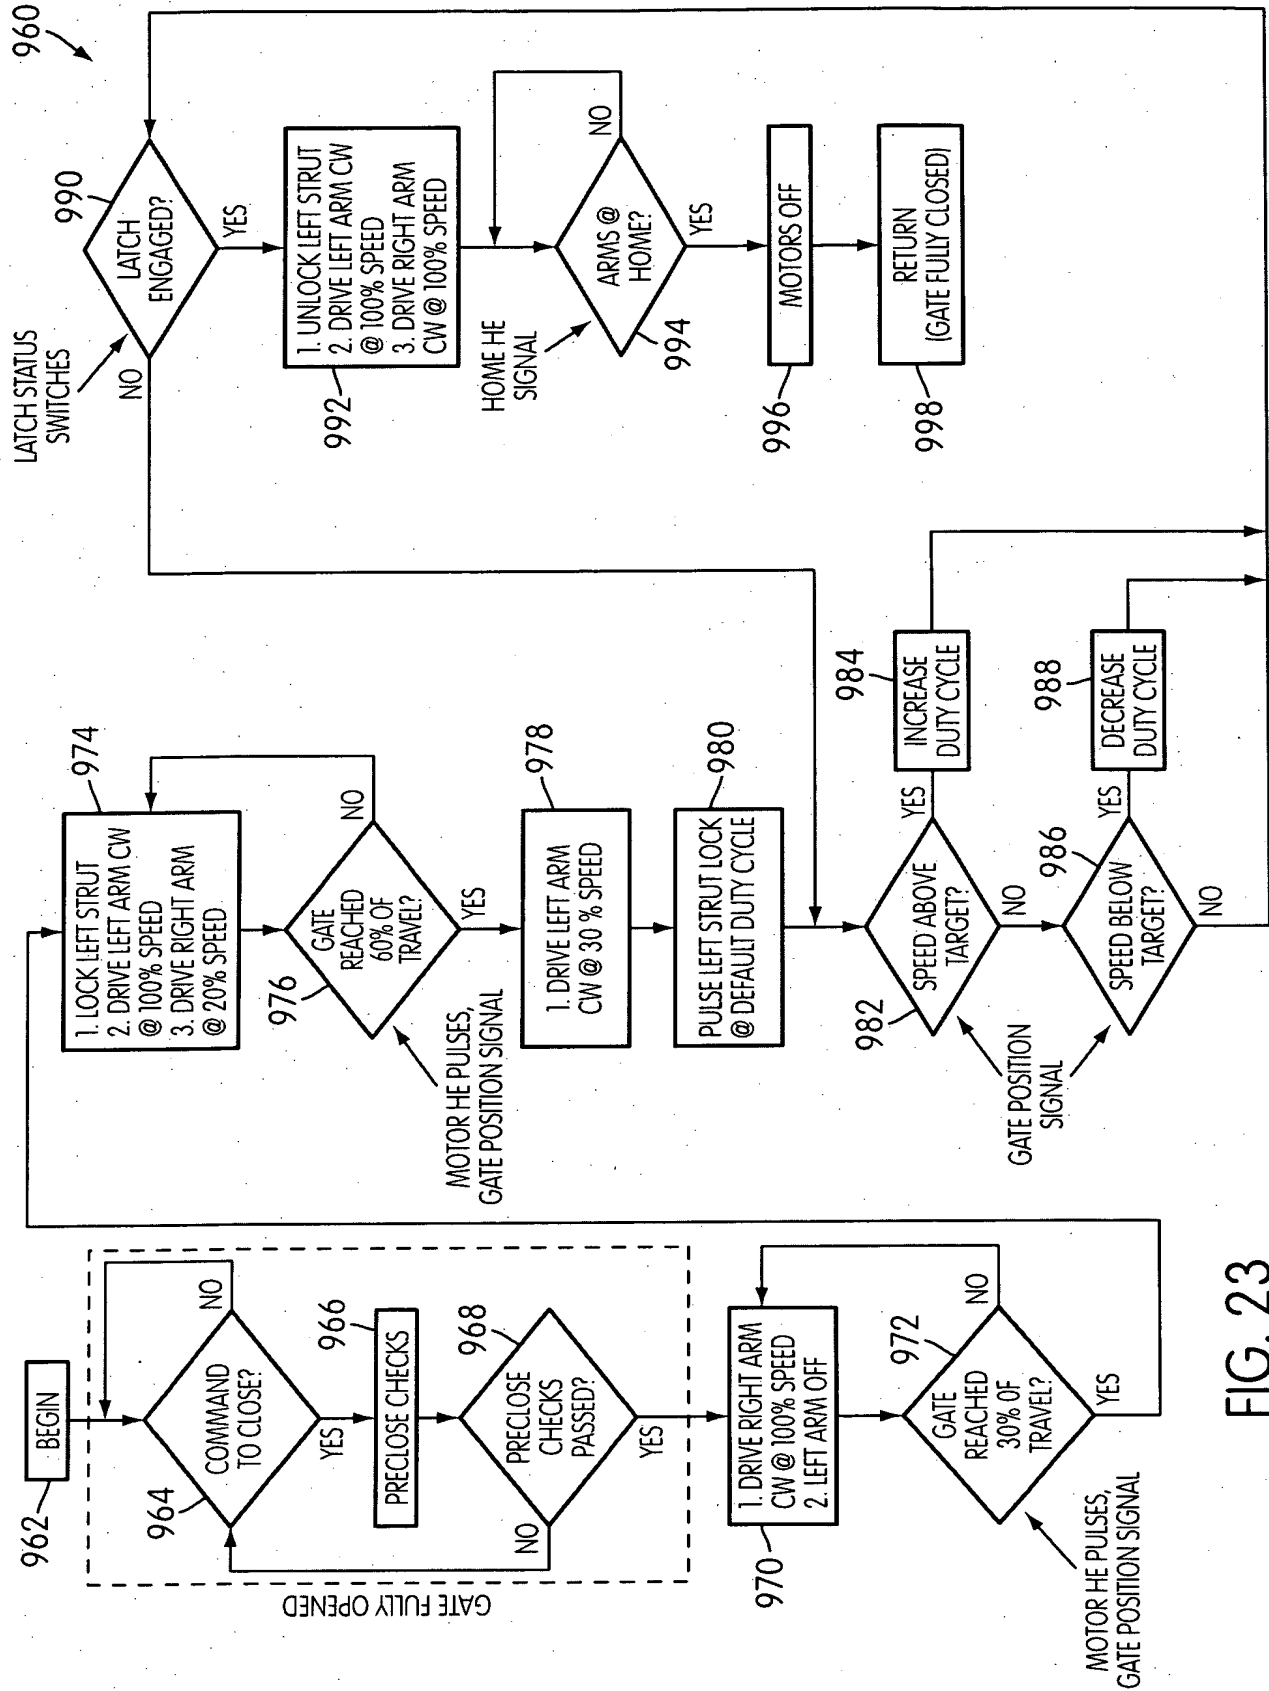 960
962
BEGIN
964
COMMAND
TO CLOSE?
NO
YES
966
PRECLOSE CHECKS
968
PRECLOSE
CHECKS
PASSED?
NO
YES
GATE FULLY OPENED
970
1. DRIVE RIGHT ARM
CW @ 100% SPEED
2. LEFT ARM OFF
972
GATE
REACHED
30% OF
TRAVEL?
NO
YES
MOTOR HE PULSES,
GATE POSITION SIGNAL
974
1. LOCK LEFT STRUT
2. DRIVE LEFT ARM CW
@ 100% SPEED
3. DRIVE RIGHT ARM
@ 20% SPEED
976
GATE
REACHED
60% OF
TRAVEL?
NO
YES
MOTOR HE PULSES,
GATE POSITION SIGNAL
978
1. DRIVE LEFT ARM
CW @ 30 % SPEED
980
PULSE LEFT STRUT LOCK
@ DEFAULT DUTY CYCLE
982
SPEED ABOVE
TARGET?
YES
NO
984
INCREASE
DUTY CYCLE
986
SPEED BELOW
TARGET?
YES
NO
988
DECREASE
DUTY CYCLE
GATE POSITION
SIGNAL
LATCH STATUS
SWITCHES
990
LATCH
ENGAGED?
NO
YES
992
1. UNLOCK LEFT STRUT
2. DRIVE LEFT ARM CW
@ 100% SPEED
3. DRIVE RIGHT ARM
CW @ 100% SPEED
HOME HE
SIGNAL
994
ARMS @
HOME?
NO
YES
996
MOTORS OFF
998
RETURN
(GATE FULLY CLOSED)
FIG. 23